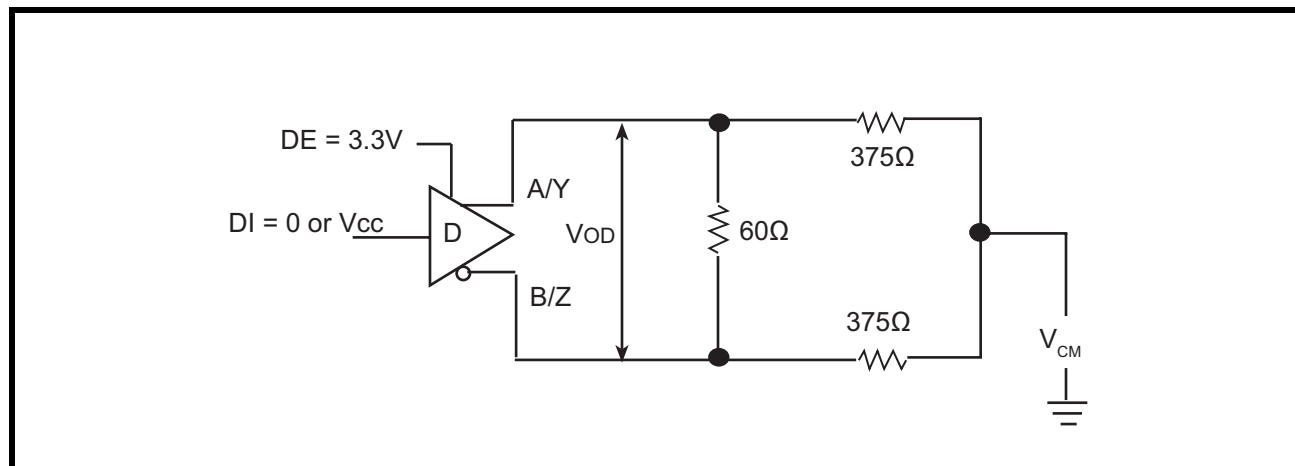 DE = 3.3V
375Ω
A/Y
DI = 0 or Vcc
D
VOD
60Ω
B/Z
375Ω
VCM